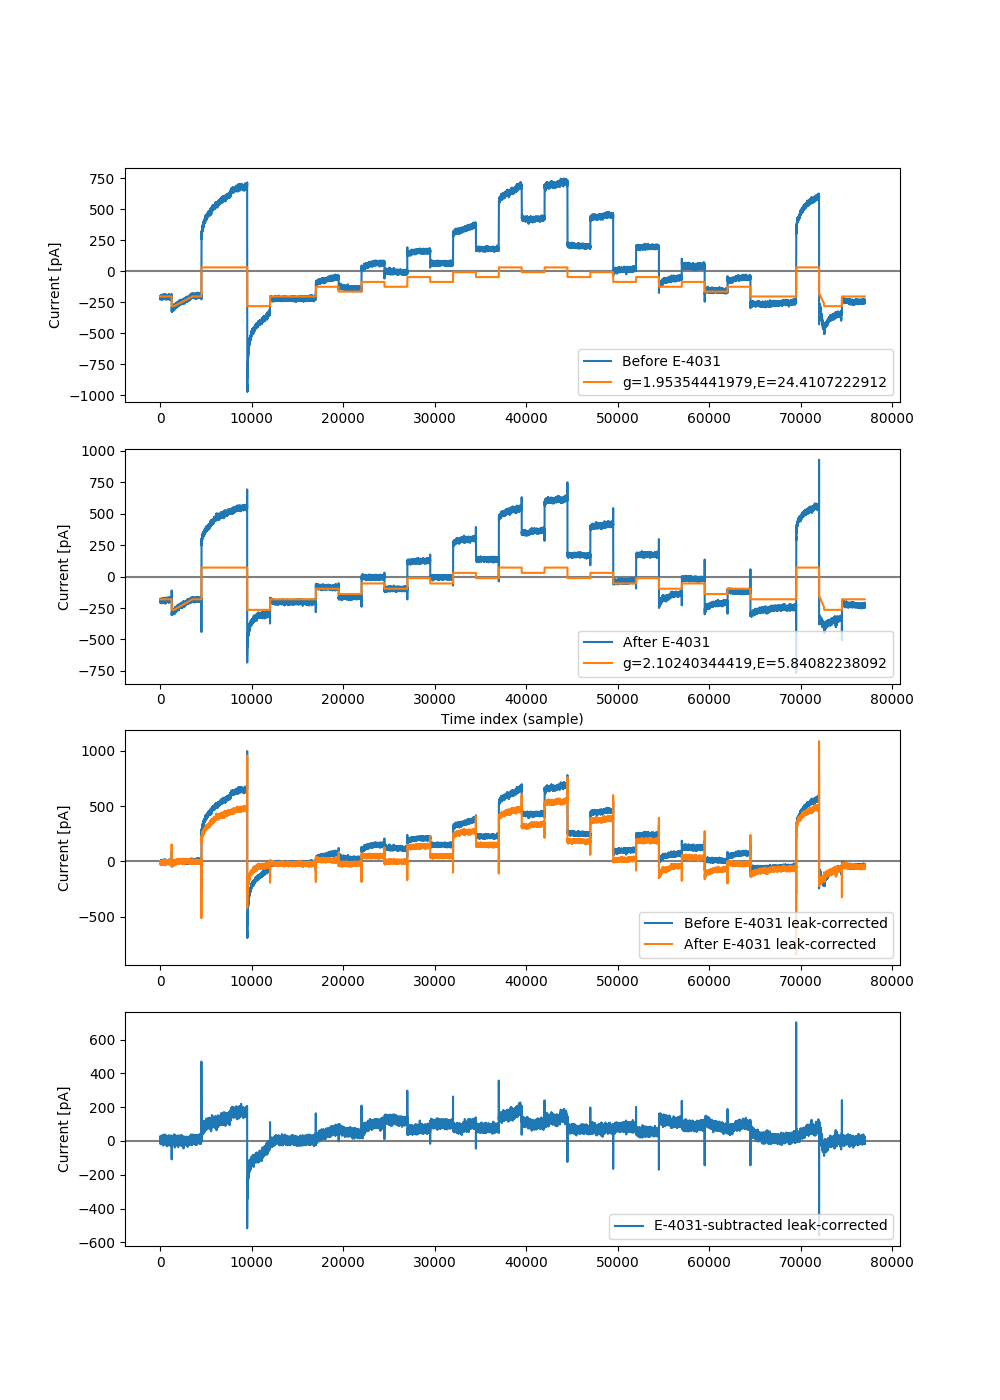 750
500
250
0
−250
−500
−750
−1000
Current [pA]
Before E-4031
g=1.95354441979,E=24.4107222912
0 10000 20000 30000 40000 50000 60000 70000 80000
1000
750
500
250
0
−250
−500
−750
Current [pA]
After E-4031
g=2.10240344419,E=5.84082238092
0 10000 20000 30000 40000 50000 60000 70000 80000
Time index (sample)
1000
500
0
−500
Current [pA]
Before E-4031 leak-corrected
After E-4031 leak-corrected
0 10000 20000 30000 40000 50000 60000 70000 80000
600
400
200
0
−200
−400
−600
Current [pA]
E-4031-subtracted leak-corrected
0 10000 20000 30000 40000 50000 60000 70000 80000